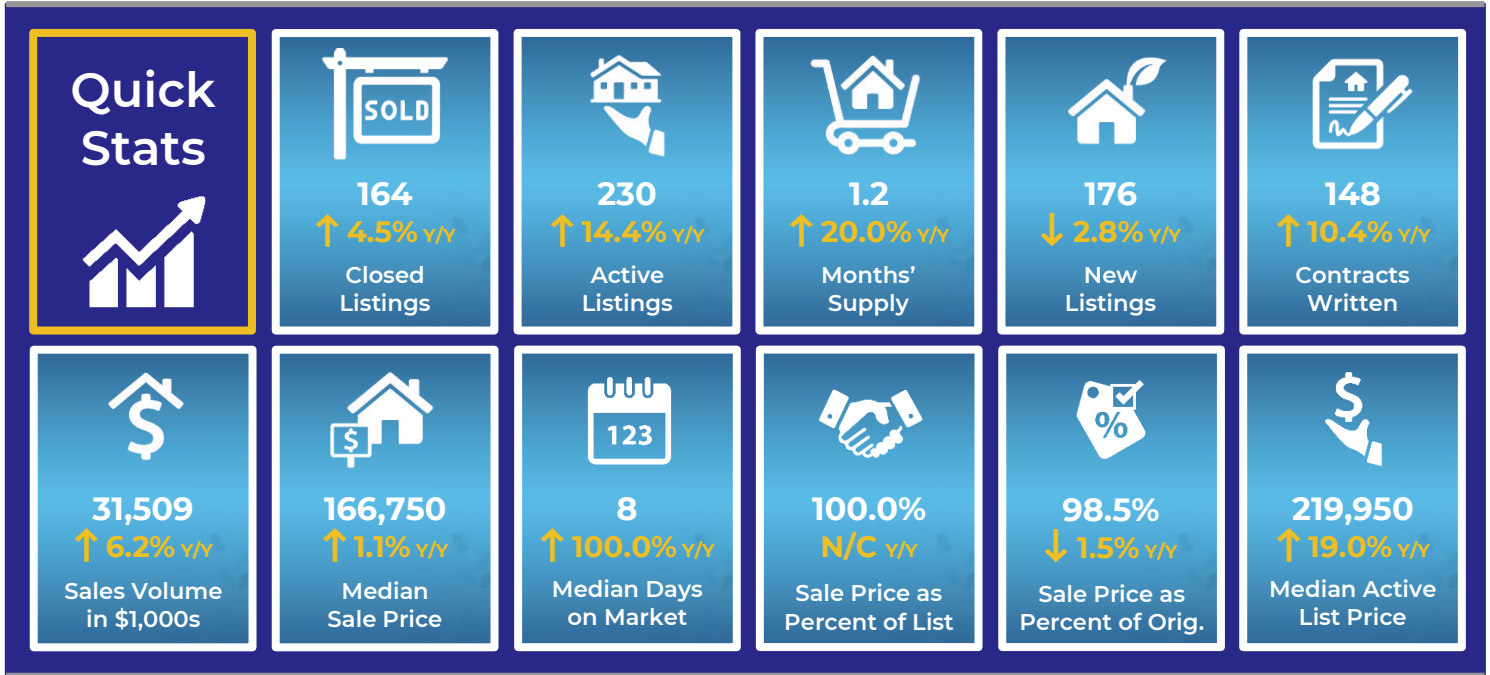 Quick
Stats
SOLD
164
↑ 4.5% Y/Y
Closed
Listings
230
↑ 14.4% Y/Y
Active
Listings
1.2
↑ 20.0% Y/Y
Months’
Supply
176
↓ 2.8% Y/Y
New
Listings
148
↑ 10.4% Y/Y
Contracts
Written
$
31,509
↑ 6.2% Y/Y
Sales Volume
in $1,000s
$
166,750
↑ 1.1% Y/Y
Median
Sale Price
123
8
↑ 100.0% Y/Y
Median Days
on Market
100.0%
N/C Y/Y
Sale Price as
Percent of List
%
98.5%
↓ 1.5% Y/Y
Sale Price as
Percent of Orig.
$
219,950
↑ 19.0% Y/Y
Median Active
List Price